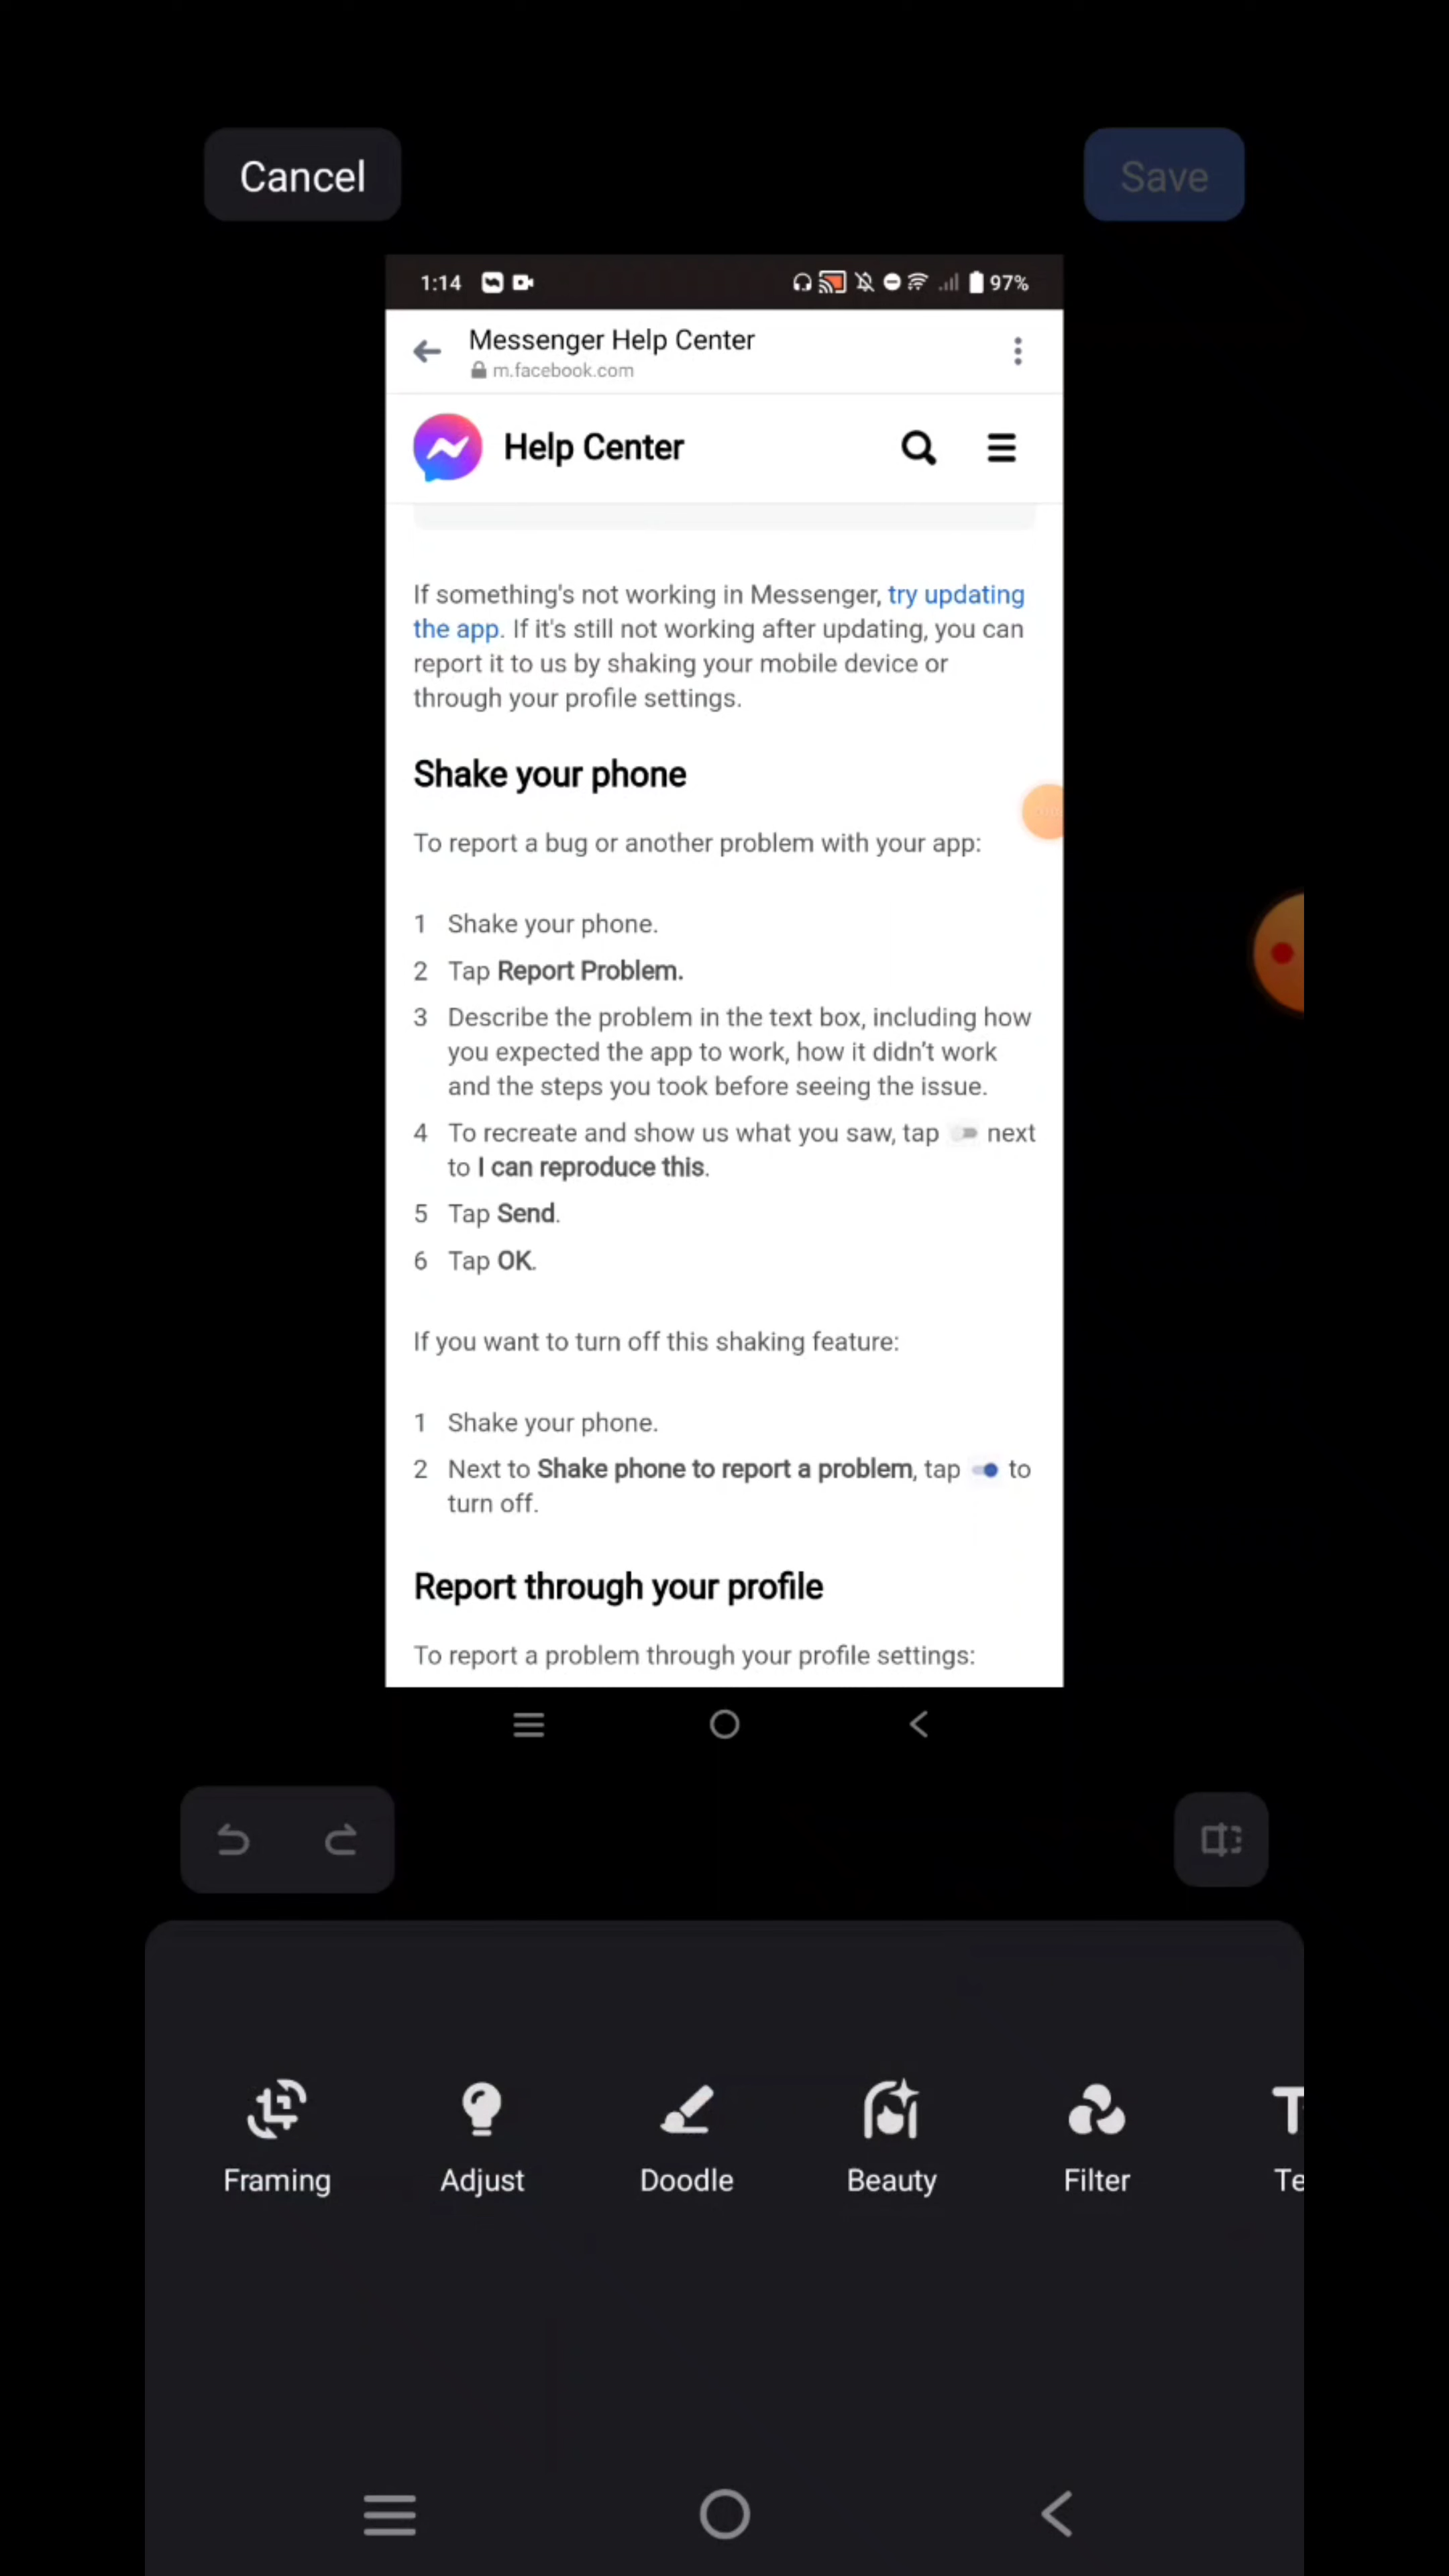 Cancel
Save
1:14
97%
Messenger Help Center
m.facebook.com
Help Center
If something's not working in Messenger, try updating
the app. If it's still not working after updating, you can
report it to us by shaking your mobile device or
through your profile settings.
Shake your phone
To report a bug or another problem with your app:
1 Shake your phone.
2 Tap Report Problem.
3 Describe the problem in the text box, including how
you expected the app to work, how it didn’t work
and the steps you took before seeing the issue.
4 To recreate and show us what you saw, tap next
to I can reproduce this.
5 Tap Send.
6 Tap OK.
If you want to turn off this shaking feature:
1 Shake your phone.
2 Next to Shake phone to report a problem, tap to
turn off.
Report through your profile
To report a problem through your profile settings:
Framing
Adjust
Doodle
Beauty
Filter
Te